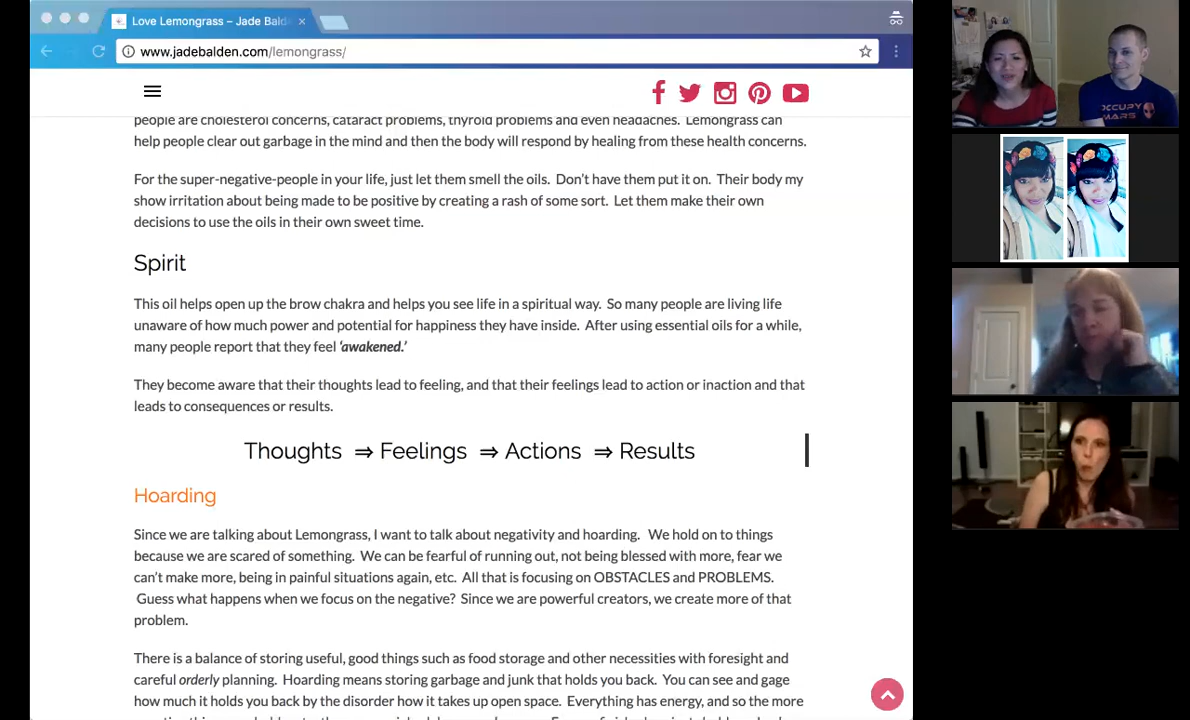 Love Lemongrass – Jade Bald
www.jadebalden.com/lemongrass/
people are cholesterol concerns, cataract problems, thyroid problems and even headaches. Lemongrass can
help people clear out garbage in the mind and then the body will respond by healing from these health concerns.
For the super-negative-people in your life, just let them smell the oils. Don't have them put it on. Their body my
show irritation about being made to be positive by creating a rash of some sort. Let them make their own
decisions to use the oils in their own sweet time.
Spirit
This oil helps open up the brow chakra and helps you see life in a spiritual way. So many people are living life
unaware of how much power and potential for happiness they have inside. After using essential oils for a while,
many people report that they feel 'awakened.'
They become aware that their thoughts lead to feeling, and that their feelings lead to action or inaction and that
leads to consequences or results.
Thoughts ⇒ Feelings ⇒ Actions ⇒ Results
Hoarding
Since we are talking about Lemongrass, I want to talk about negativity and hoarding. We hold on to things
because we are scared of something. We can be fearful of running out, not being blessed with more, fear we
can't make more, being in painful situations again, etc. All that is focusing on OBSTACLES and PROBLEMS.
Guess what happens when we focus on the negative? Since we are powerful creators, we create more of that
problem.
There is a balance of storing useful, good things such as food storage and other necessities with foresight and
careful orderly planning. Hoarding means storing garbage and junk that holds you back. You can see and gage
how much it holds you back by the disorder how it takes up open space. Everything has energy, and so the more
OCCUPY
MARS